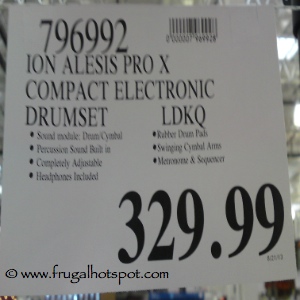 796992
ION ALESIS PRO X
COMPACT ELECTRONIC
DRUMSET LDKQ
• Sound module: Drum/Cymbal
• Percussion Sound Built in
• Completely Adjustable
• Headphones Included
• Rubber Drum Pads
• Swinging Cymbal Arms
• Metronome & Sequencer
329.99
© www.frugalhotspot.com